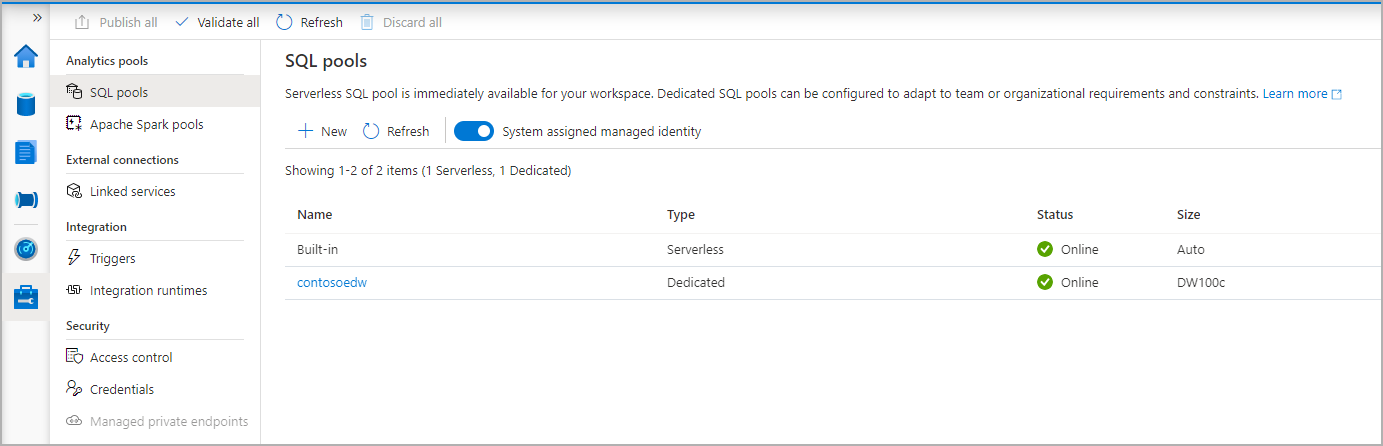 »
Publish all Validate all Refresh Discard all
Analytics pools
SQL pools
Apache Spark pools
External connections
Linked services
Integration
Triggers
Integration runtimes
Security
Access control
Credentials
Managed private endpoints
SQL pools
Serverless SQL pool is immediately available for your workspace. Dedicated SQL pools can be configured to adapt to team or organizational requirements and constraints. Learn more
New Refresh System assigned managed identity
Showing 1-2 of 2 items (1 Serverless, 1 Dedicated)
Name Type Status Size
Built-in Serverless Online Auto
contosoedw Dedicated Online DW100c